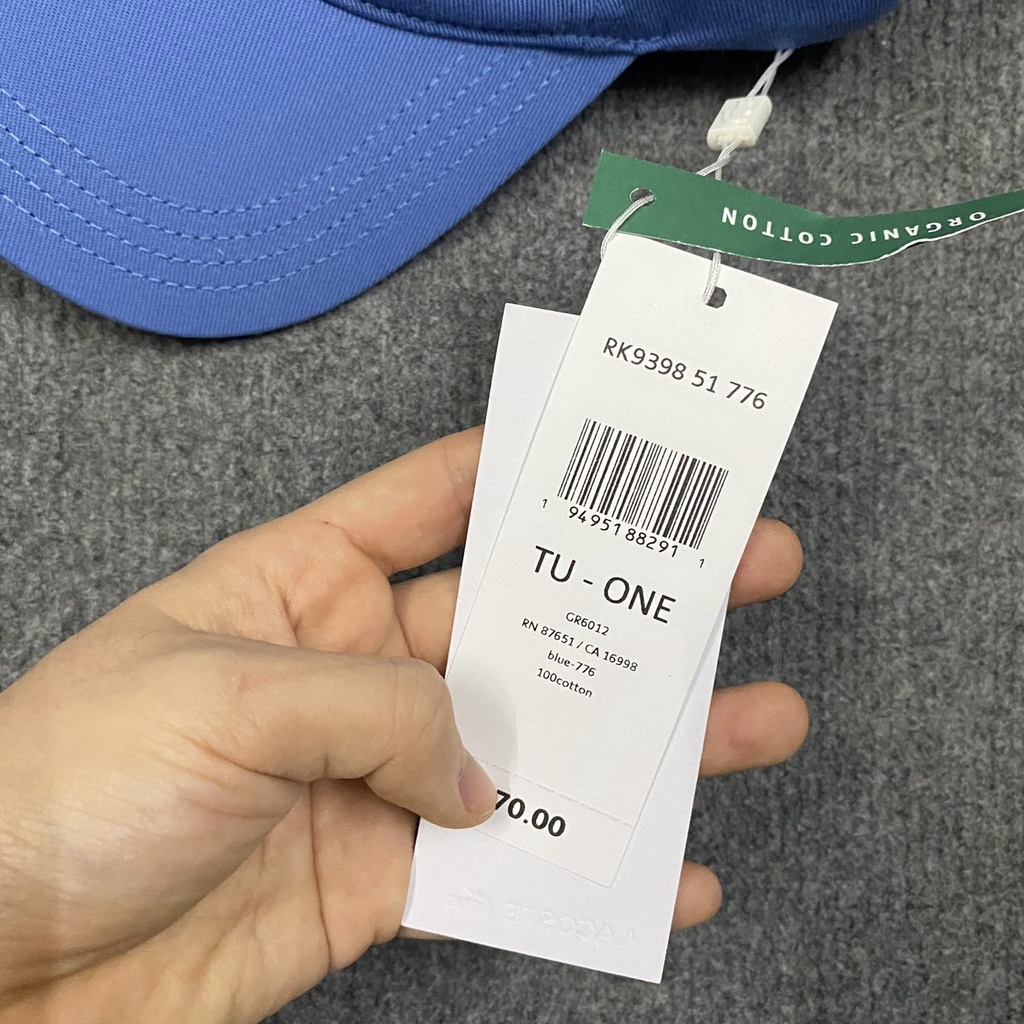 ORGANIC COTTON
RK9398 51 776
1 94951 88291 1
TU - ONE
GR6012
RN 87651 / CA 16998
blue-776
100cotton
70.00
LACOSTE